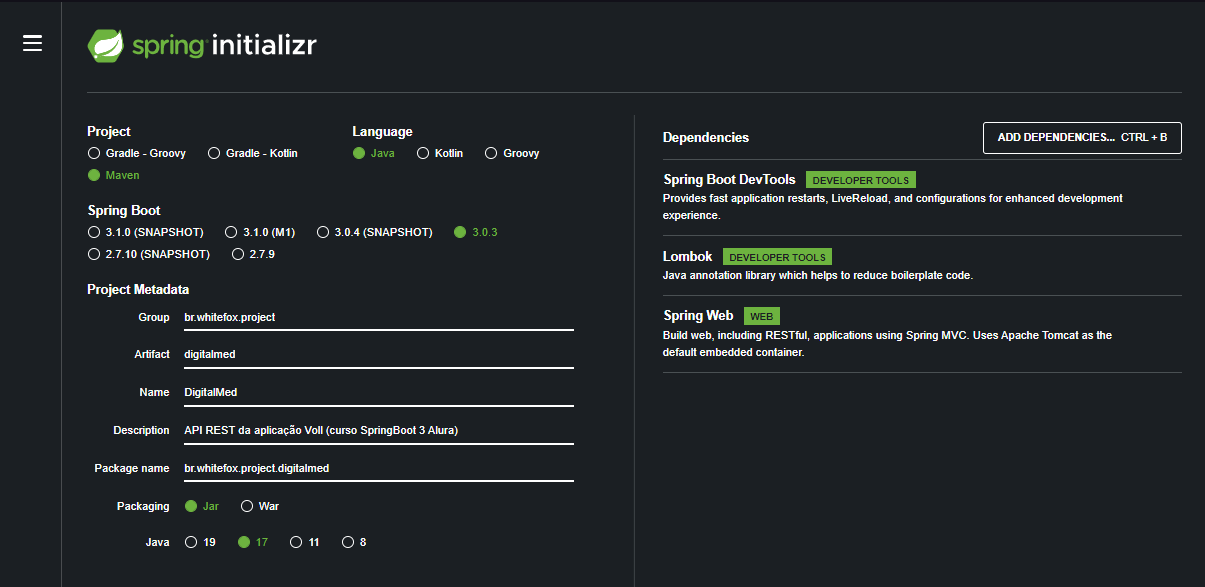 spring initializr
Project
Gradle - Groovy Gradle - Kotlin
Maven
Language
Java Kotlin Groovy
Spring Boot
3.1.0 (SNAPSHOT) 3.1.0 (M1) 3.0.4 (SNAPSHOT) 3.0.3
2.7.10 (SNAPSHOT) 2.7.9
Project Metadata
Group br.whitefox.project
Artifact digitalmed
Name DigitalMed
Description API REST da aplicação Voll (curso SpringBoot 3 Alura)
Package name br.whitefox.project.digitalmed
Packaging Jar War
Java 19 17 11 8
Dependencies ADD DEPENDENCIES... CTRL + B
Spring Boot DevTools DEVELOPER TOOLS
Provides fast application restarts, LiveReload, and configurations for enhanced development
experience.
Lombok DEVELOPER TOOLS
Java annotation library which helps to reduce boilerplate code.
Spring Web WEB
Build web, including RESTful, applications using Spring MVC. Uses Apache Tomcat as the
default embedded container.